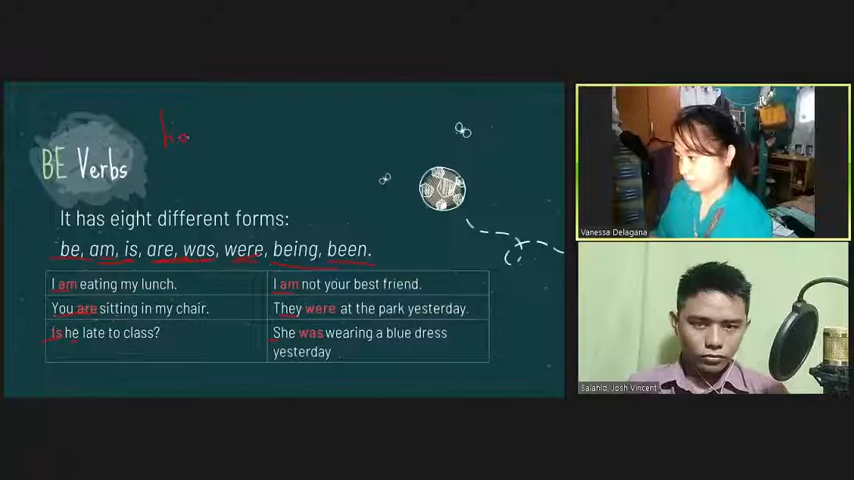 ha
BE Verbs
It has eight different forms:
be, am, is, are, was, were, being, been.
I am eating my lunch.
I am not your best friend.
You are sitting in my chair.
They were at the park yesterday.
Is he late to class?
She was wearing a blue dress
yesterday
Vanessa Delagana
Salahid, Josh Vincent